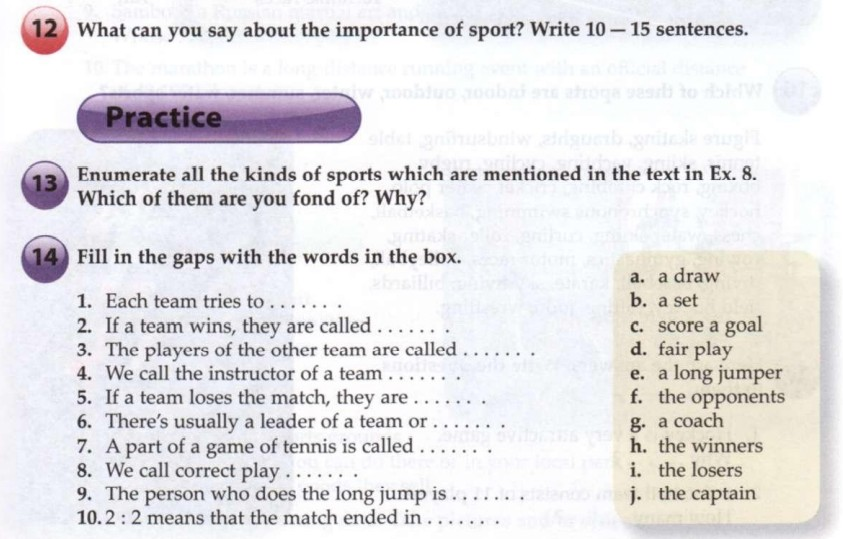 12 What can you say about the importance of sport? Write 10 – 15 sentences.
Practice
13 Enumerate all the kinds of sports which are mentioned in the text in Ex. 8.
Which of them are you fond of? Why?
14 Fill in the gaps with the words in the box.
1. Each team tries to . . . . . . .
2. If a team wins, they are called . . . . . . .
3. The players of the other team are called . . . . . . .
4. We call the instructor of a team . . . . . . . .
5. If a team loses the match, they are . . . . . . . .
6. There's usually a leader of a team or . . . . . . . .
7. A part of a game of tennis is called . . . . . . . .
8. We call correct play . . . . . . . .
9. The person who does the long jump is . . . . . . . .
10. 2 : 2 means that the match ended in . . . . . . . .
a. a draw
b. a set
c. score a goal
d. fair play
e. a long jumper
f. the opponents
g. a coach
h. the winners
i. the losers
j. the captain